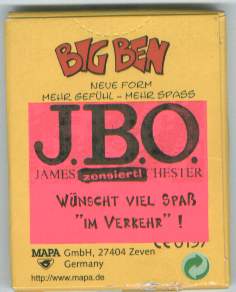 BIG BEN
NEUE FORM
MEHR GEFÜHL – MEHR SPASS
J.B.O.
JAMES zensiert! CHESTER
WÜNSCHT VIEL SPAß
"IM VERKEHR" !
MAPA GmbH, 27404 Zeven
Germany
http://www.mapa.de